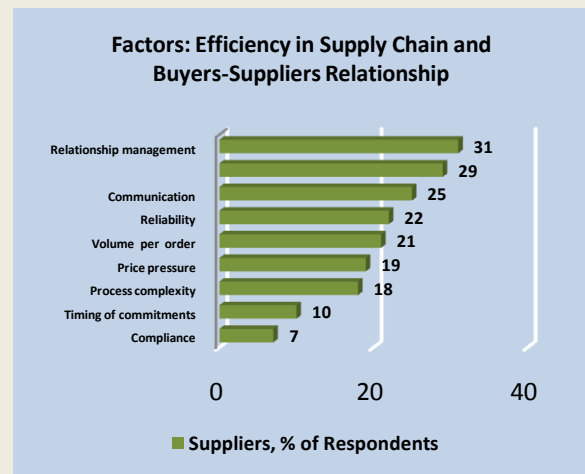 Factors: Efficiency in Supply Chain and
Buyers-Suppliers Relationship
Relationship management 31
29
Communication 25
Reliability 22
Volume per order 21
Price pressure 19
Process complexity 18
Timing of commitments 10
Compliance 7
0 20 40
Suppliers, % of Respondents